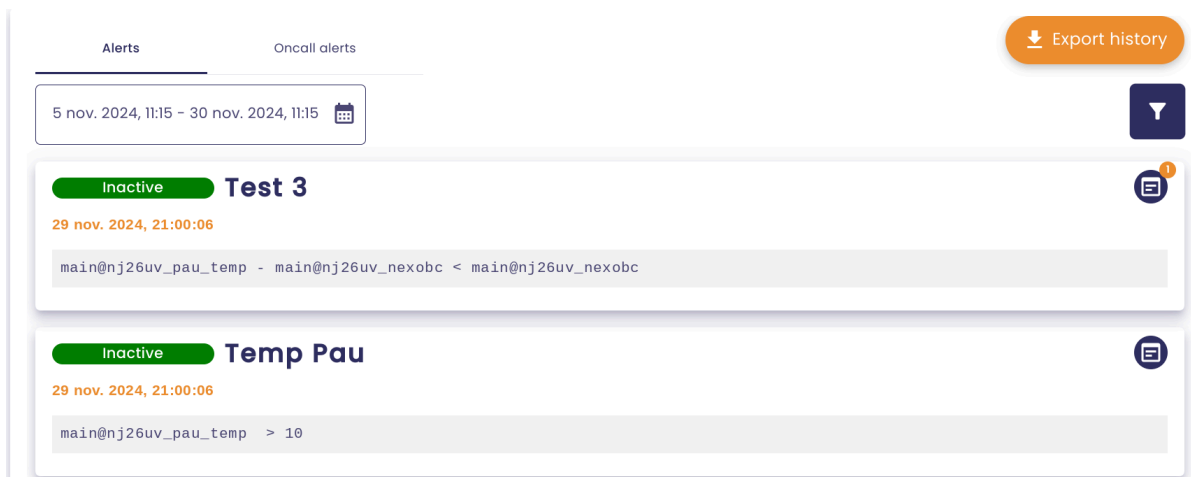 Alerts
Oncall alerts
Export history
5 nov. 2024, 11:15 - 30 nov. 2024, 11:15
Inactive
Test 3
1
29 nov. 2024, 21:00:06
main@nj26uv_pau_temp - main@nj26uv_nexobc < main@nj26uv_nexobc
Inactive
Temp Pau
29 nov. 2024, 21:00:06
main@nj26uv_pau_temp  > 10